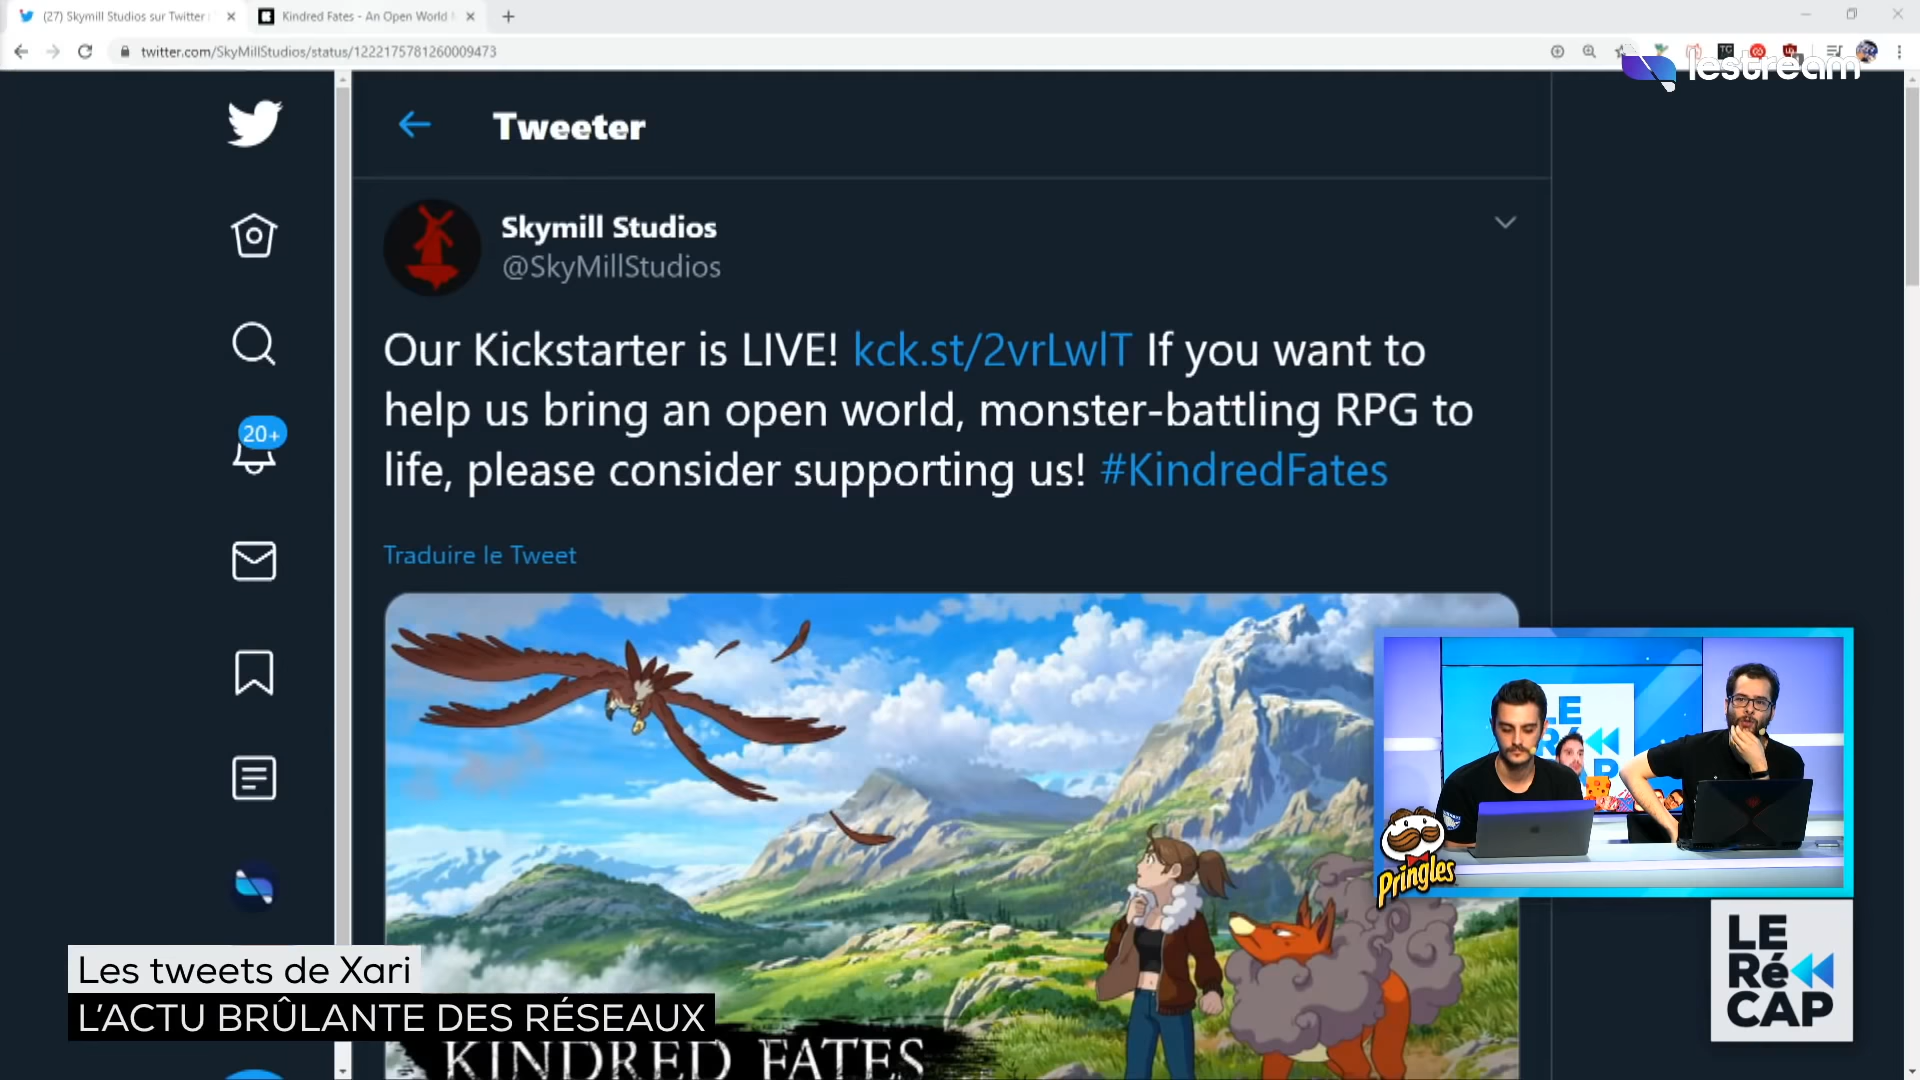 (27) Skymill Studios sur Twitter
Kindred Fates - An Open World
twitter.com/SkyMillStudios/status/1222175781260009473
lestream
Tweeter
Skymill Studios
@SkyMillStudios
Our Kickstarter is LIVE! kck.st/2vrLwlT If you want to
help us bring an open world, monster-battling RPG to
life, please consider supporting us! #KindredFates
20+
Traduire le Tweet
LE
Pringles
Les tweets de Xari
L'ACTU BRÛLANTE DES RÉSEAUX
KINDRED FATES
LE
Ré
CAP